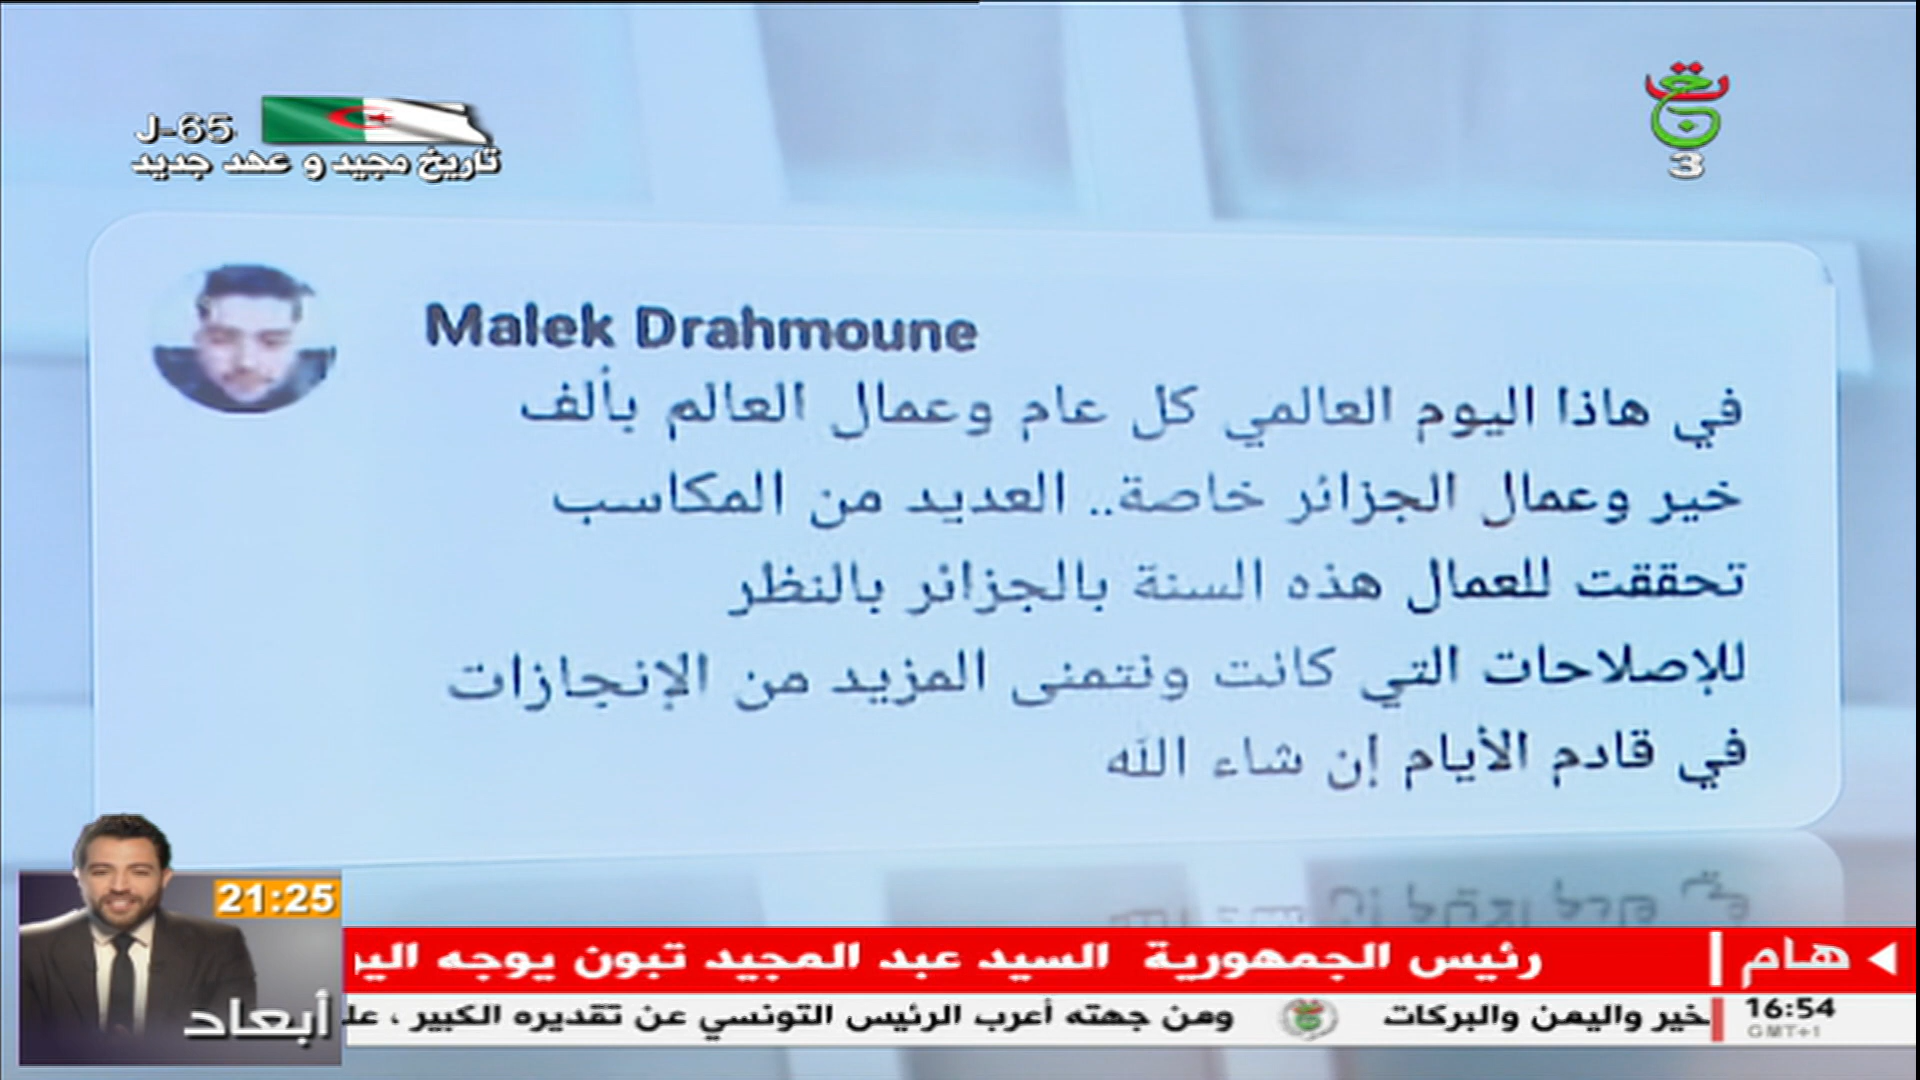 J-65
تاريخ مجيد و عهد جديد
3
Malek Drahmoune
في هاذا اليوم العالمي كل عام وعمال العالم بألف
خير وعمال الجزائر خاصة.. العديد من المكاسب
تحققت للعمال هذه السنة بالجزائر بالنظر
للإصلاحات التي كانت ونتمنى المزيد من الإنجازات
في قادم الأيام إن شاء الله
21:25
أبعاد
هام
رئيس الجمهورية السيد عبد المجيد تبون يوجه
16:54
GMT+1
واليمن والبركات
ومن جهته أعرب الرئيس التونسي عن تقديره الكبير ،